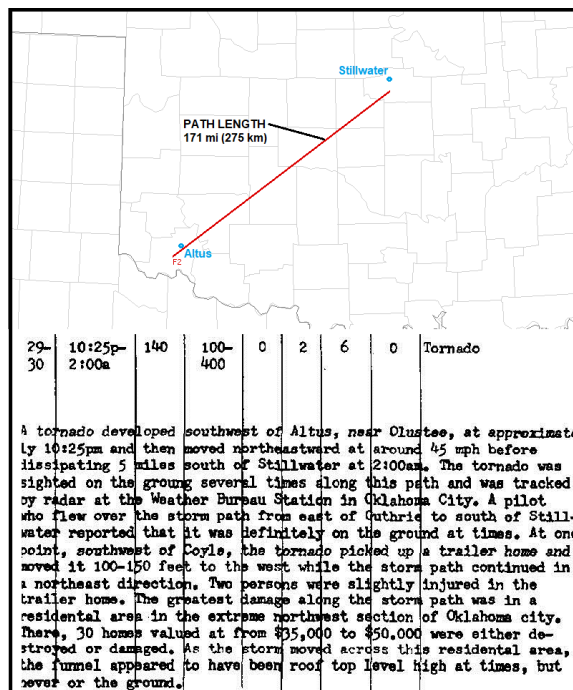 Stillwater
PATH LENGTH
171 mi (275 km)
Altus
F2
29- 10:25p- 140 100- 0 2 6 0 Tornado
30 2:00a 400
A tornado developed southwest of Altus, near Olustee, at approximate
ly 10:25pm and then moved northeastward at around 45 mph before
dissipating 5 miles south of Stillwater at 2:00am. The tornado was
sighted on the groung several times along this path and was tracked
by radar at the Weather Bureau Station in Oklahoma City. A pilot
who flew over the storm path from east of Guthrie to south of Still-
water reported that it was definitely on the ground at times. At one
point, southwest of Coyle, the tornado picked up a trailer home and
moved it 100-150 feet to the west while the storm path continued in
a northeast direction. Two persons were slightly injured in the
trailer home. The greatest damage along the storm path was in a
residental area in the extreme northwest section of Oklahoma city.
There, 30 homes valued at from $35,000 to $50,000 were either de-
stroyed or damaged. As the storm moved across this residental area,
the funnel appeared to have been roof top level high at times, but
never or the ground.